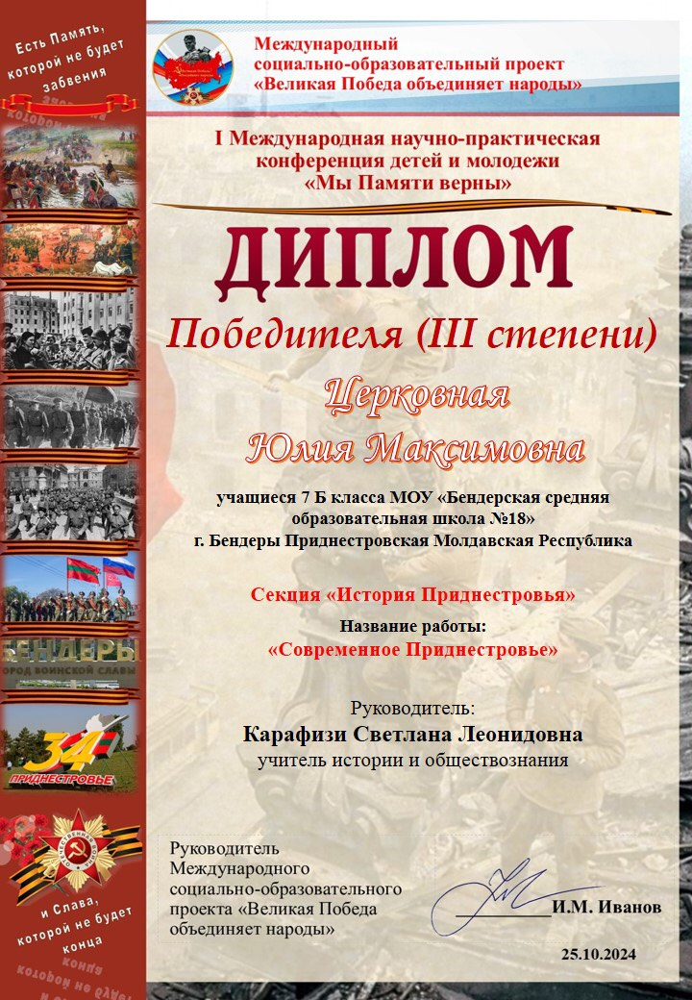 Есть Память,
которой не будет
забвения
Международный
социально-образовательный проект
«Великая Победа объединяет народы»
I Международная научно-практическая
конференция детей и молодежи
«Мы Памяти верны»
ДИПЛОМ
Победителя (III степени)
Церковная
Юлия Максимовна
учащиеся 7 Б класса МОУ «Бендерская средняя
образовательная школа №18»
г. Бендеры Приднестровская Молдавская Республика
Секция «История Приднестровья»
Название работы:
«Современное Приднестровье»
Руководитель:
Карафизи Светлана Леонидовна
учитель истории и обществознания
БЕНДЕРЫ
ГОРОД ВОИНСКОЙ СЛАВЫ
34
ПРИДНЕСТРОВЬЕ
ОТЕЧЕСТВЕННАЯ ВОЙНА
и Слава,
которой не будет
конца
Руководитель
Международного
социально-образовательного
проекта «Великая Победа
объединяет народы»
И.М. Иванов
25.10.2024